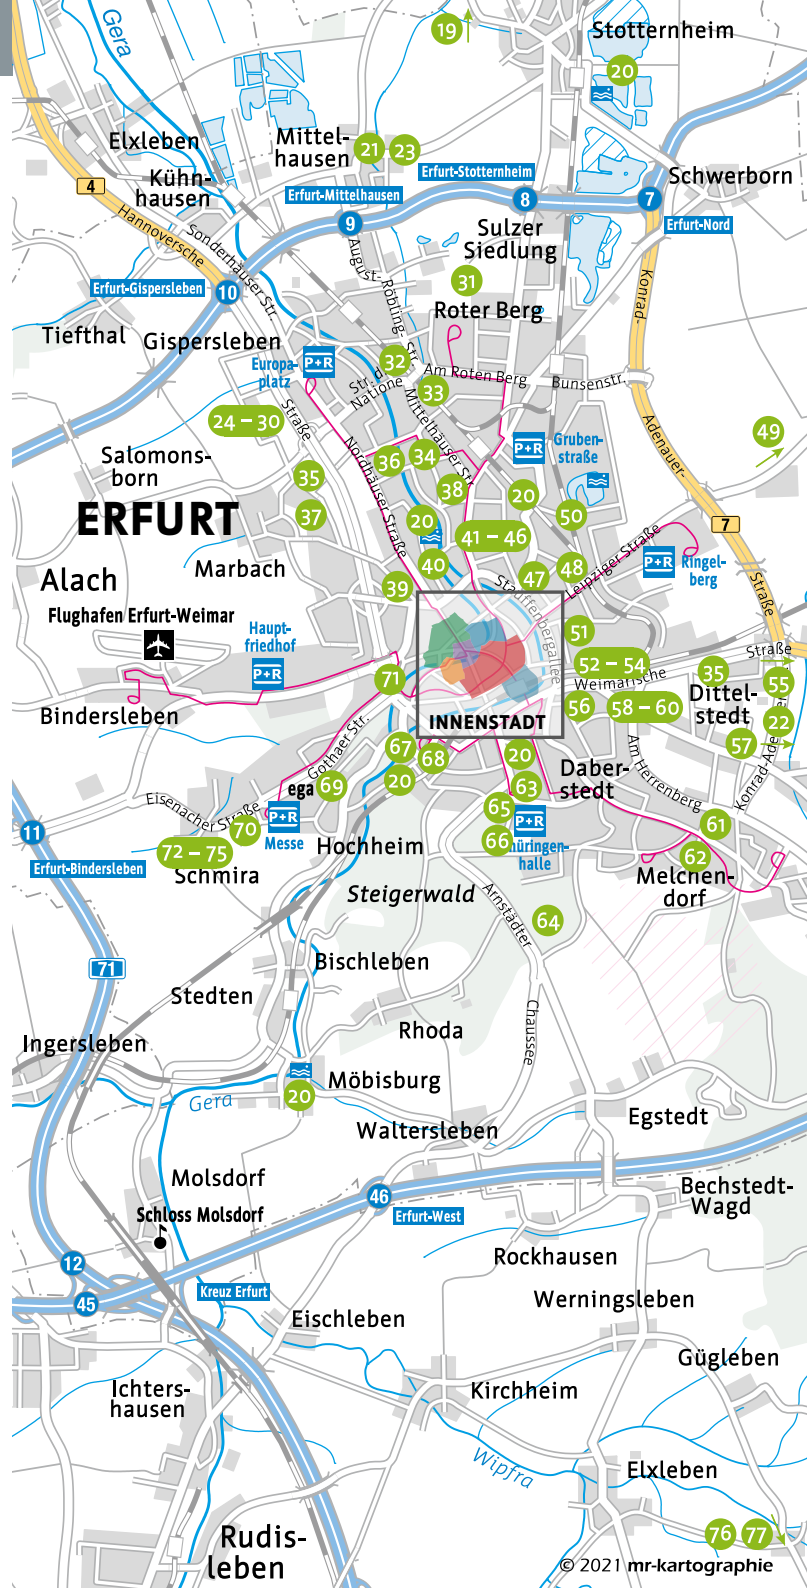 Gera
19
Stotternheim
20
Elxleben
Mittel-
hausen
21
23
Kühn-
hausen
4
Schwerborn
Erfurt-Stotternheim
Erfurt-Mittelhausen
8
7
9
Erfurt-Nord
Hannoversche
Sonderhäuser Str.
Sulzer
Siedlung
Erfurt-Gispersleben
10
August-Röbling-Str.
31
Konrad-
Roter Berg
Tiefthal
Gispersleben
Europa-
platz
P+R
32
Str. d.
Natione
Am Roten Berg
Bunsenstr.
33
24 – 30
Straße
Mittelhäuser Str.
Adenauer-
49
Salomons-
born
Nordhäuser Straße
36
34
P+R
Gruben-
straße
35
38
20
ERFURT
37
20
50
41 – 46
7
Leipziger Straße
P+R
Ringel-
berg
Marbach
40
47
48
Alach
39
Stauffenbergallee
Straße
Flughafen Erfurt-Weimar
Haupt-
friedhof
P+R
51
52 – 54
Straße
71
Weimarische
35
55
Dittel-
stedt
Bindersleben
INNENSTADT
56
58 – 60
22
Gothaer Str.
67
68
20
Am Herrenberg
57
Konrad-Ade
Daber-
stedt
20
63
ega
69
Eisenacher Straße
65
P+R
P+R
Messe
70
61
11
72 – 75
Hochheim
66
hüringen-
halle
62
Erfurt-Bindersleben
Schmira
Melchen-
dorf
Steigerwald
Arnstädter
64
71
Bischleben
Stedten
Chaussee
Rhoda
Ingersleben
Möbisburg
20
Gera
Egstedt
Waltersleben
Molsdorf
46
Bechstedt-
Wagd
Schloss Molsdorf
Erfurt-West
Rockhausen
12
45
Kreuz Erfurt
Werningsleben
Eischleben
Gügleben
Ichters-
hausen
Kirchheim
Wipfra
Elxleben
Rudis-
leben
76
77
© 2021 mr-kartographie